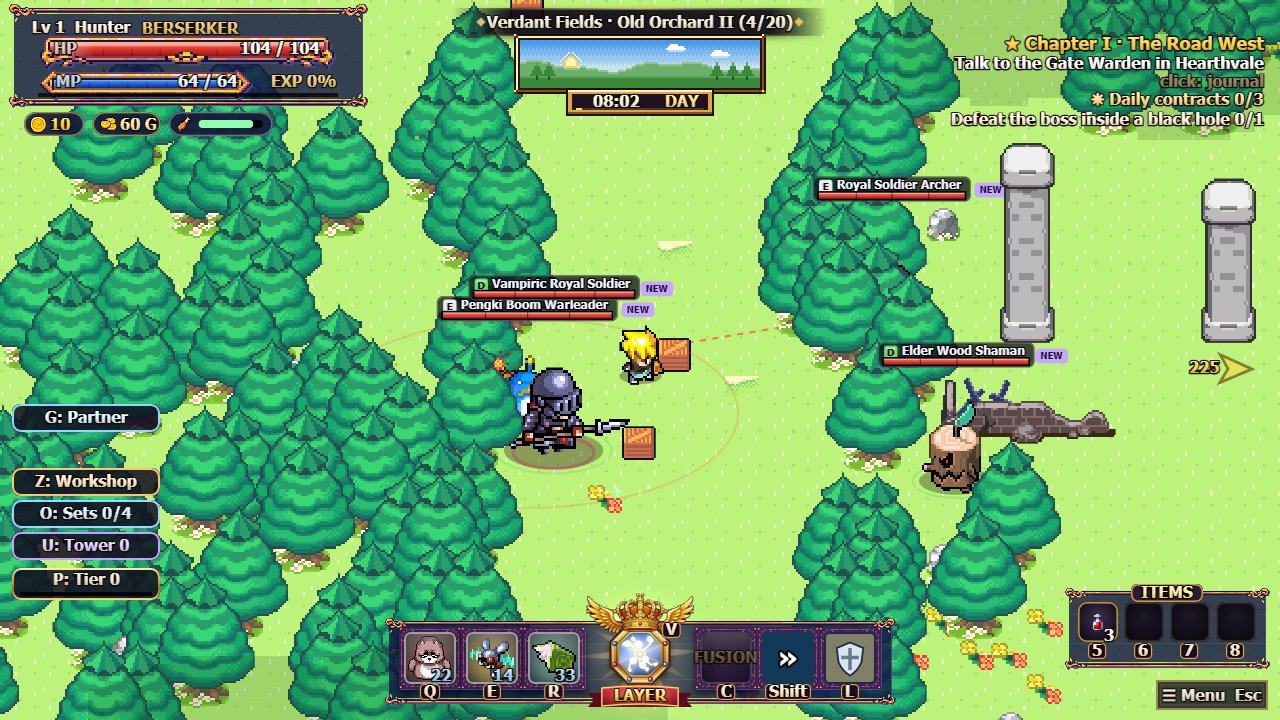 Lv 1 Hunter BERSERKER
HP 104 / 104
MP 64 / 64 EXP 0%
10 60 G
Verdant Fields · Old Orchard II (4/20)
08:02 DAY
★ Chapter I · The Road West
Talk to the Gate Warden in Hearthvale
click: journal
Daily contracts 0/3
Defeat the boss inside a black hole 0/1
E Royal Soldier Archer NEW
D Vampiric Royal Soldier NEW
E Pengki Boom Warleader NEW
D Elder Wood Shaman NEW
225
G: Partner
Z: Workshop
O: Sets 0/4
U: Tower 0
P: Tier 0
22 14 33 V FUSION
Q E R LAYER C Shift L
ITEMS
3
5 6 7 8
Menu Esc